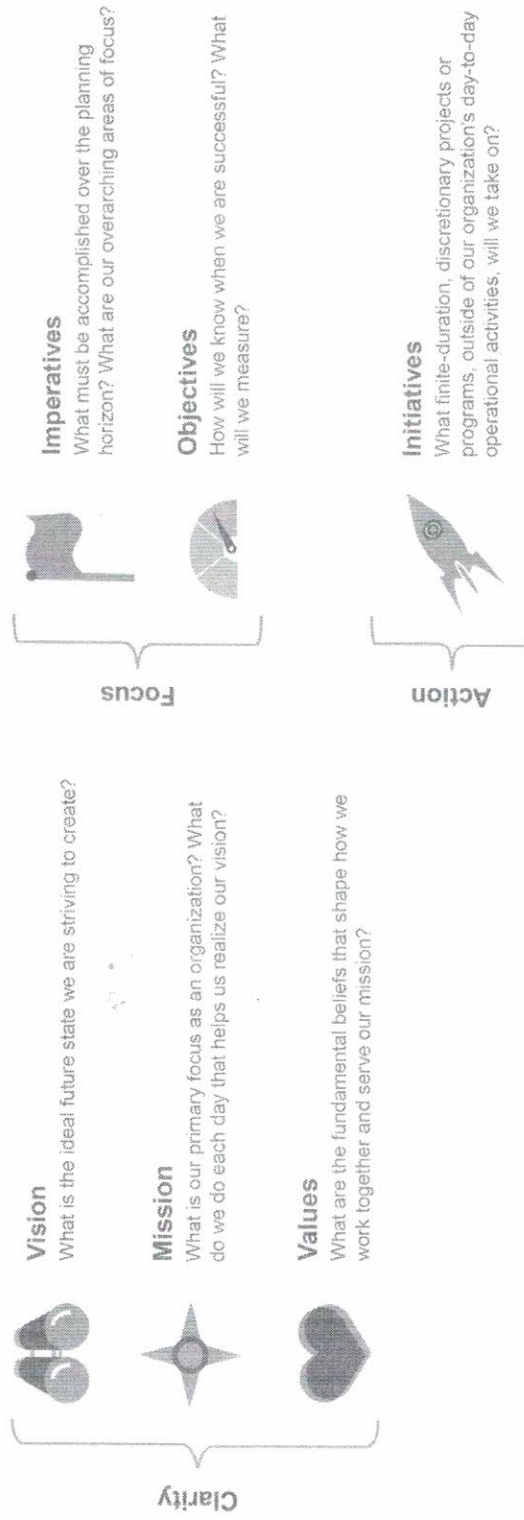 Clarity
Vision
What is the ideal future state we are striving to create?
Mission
What is our primary focus as an organization? What
do we do each day that helps us realize our vision?
Values
What are the fundamental beliefs that shape how we
work together and serve our mission?
Focus
Imperatives
What must be accomplished over the planning
horizon? What are our overarching areas of focus?
Objectives
How will we know when we are successful? What
will we measure?
Action
Initiatives
What finite-duration, discretionary projects or
programs, outside of our organization's day-to-day
operational activities, will we take on?